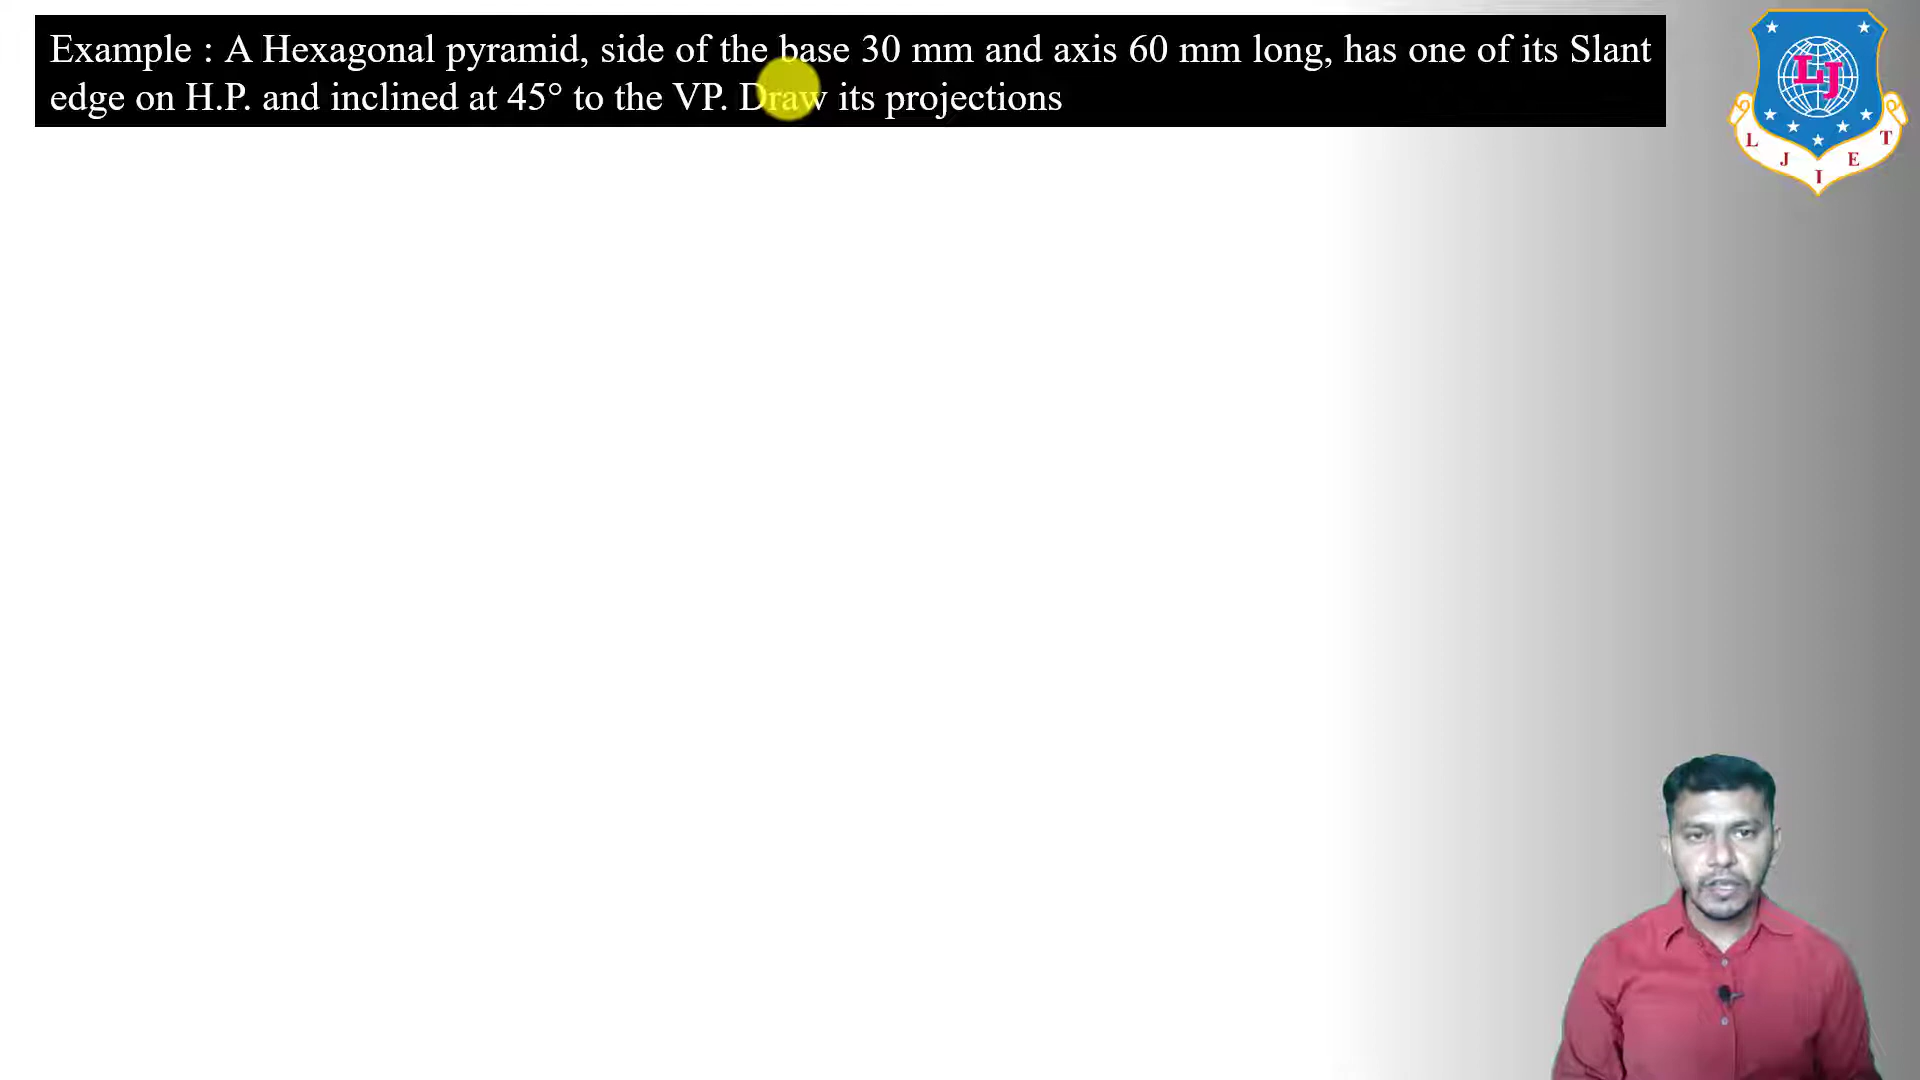 Example : A Hexagonal pyramid, side of the base 30 mm and axis 60 mm long, has one of its Slant
edge on H.P. and inclined at 45° to the VP. Draw its projections
LJ
L J I E T